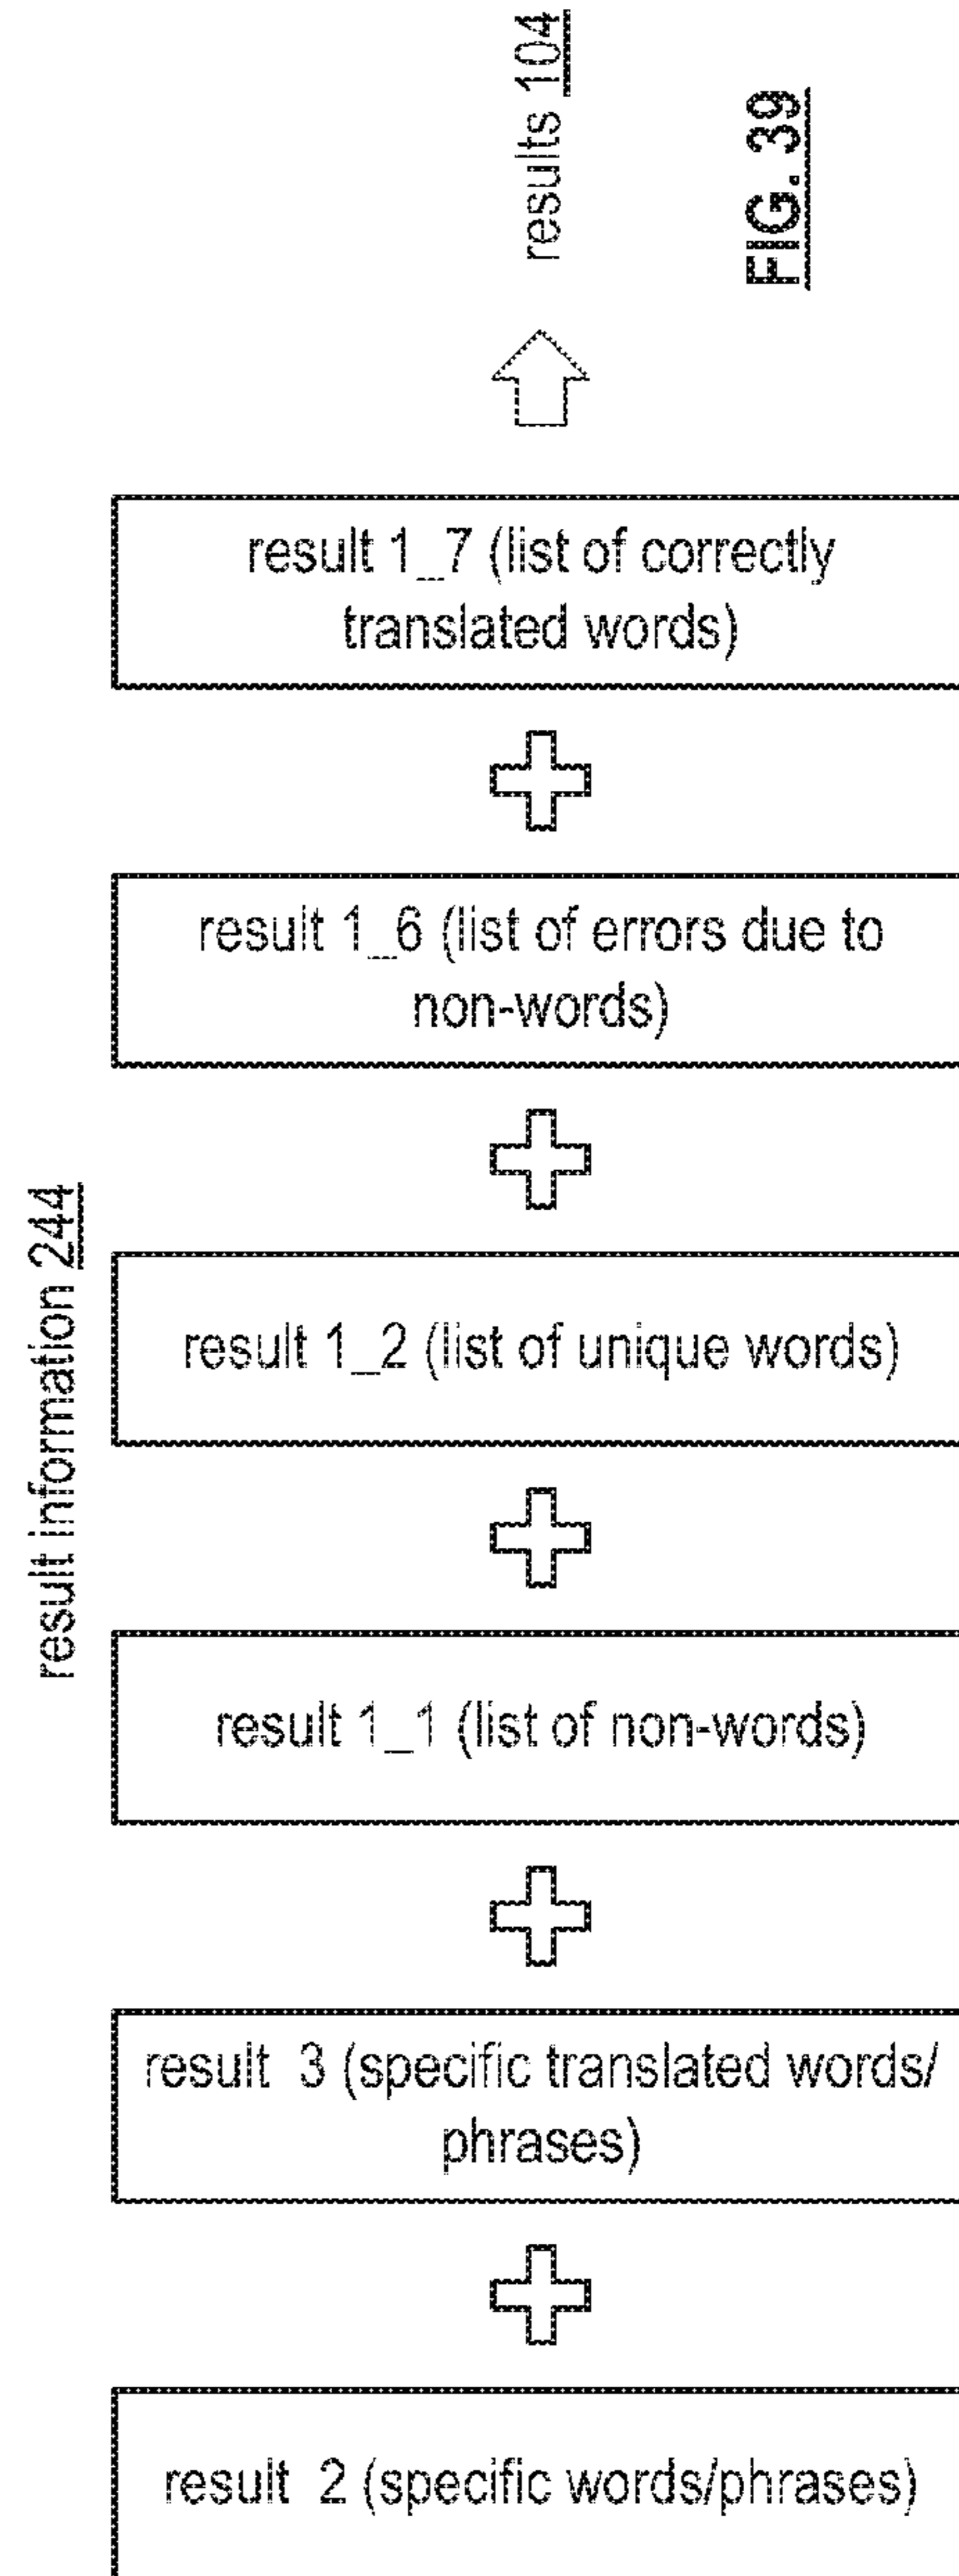 results 104
FIG. 39
result 1_7 (list of correctly
translated words)
result 1_6 (list of errors due to
non-words)
result information 244
result 1_2 (list of unique words)
result 1_1 (list of non-words)
result 3 (specific translated words/
phrases)
result 2 (specific words/phrases)